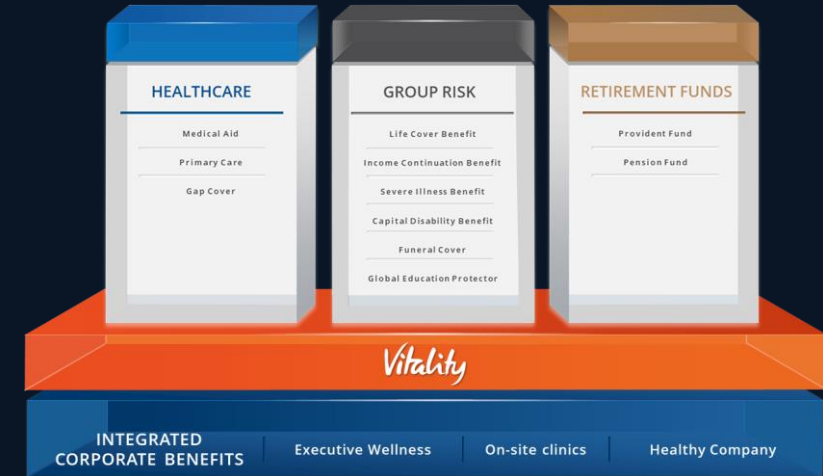 HEALTHCARE
Medical Aid
Primary Care
Gap Cover
GROUP RISK
Life Cover Benefit
Income Continuation Benefit
Severe Illness Benefit
Capital Disability Benefit
Funeral Cover
Global Education Protector
RETIREMENT FUNDS
Provident Fund
Pension Fund
Vitality
INTEGRATED
CORPORATE BENEFITS
Executive Wellness
On-site clinics
Healthy Company